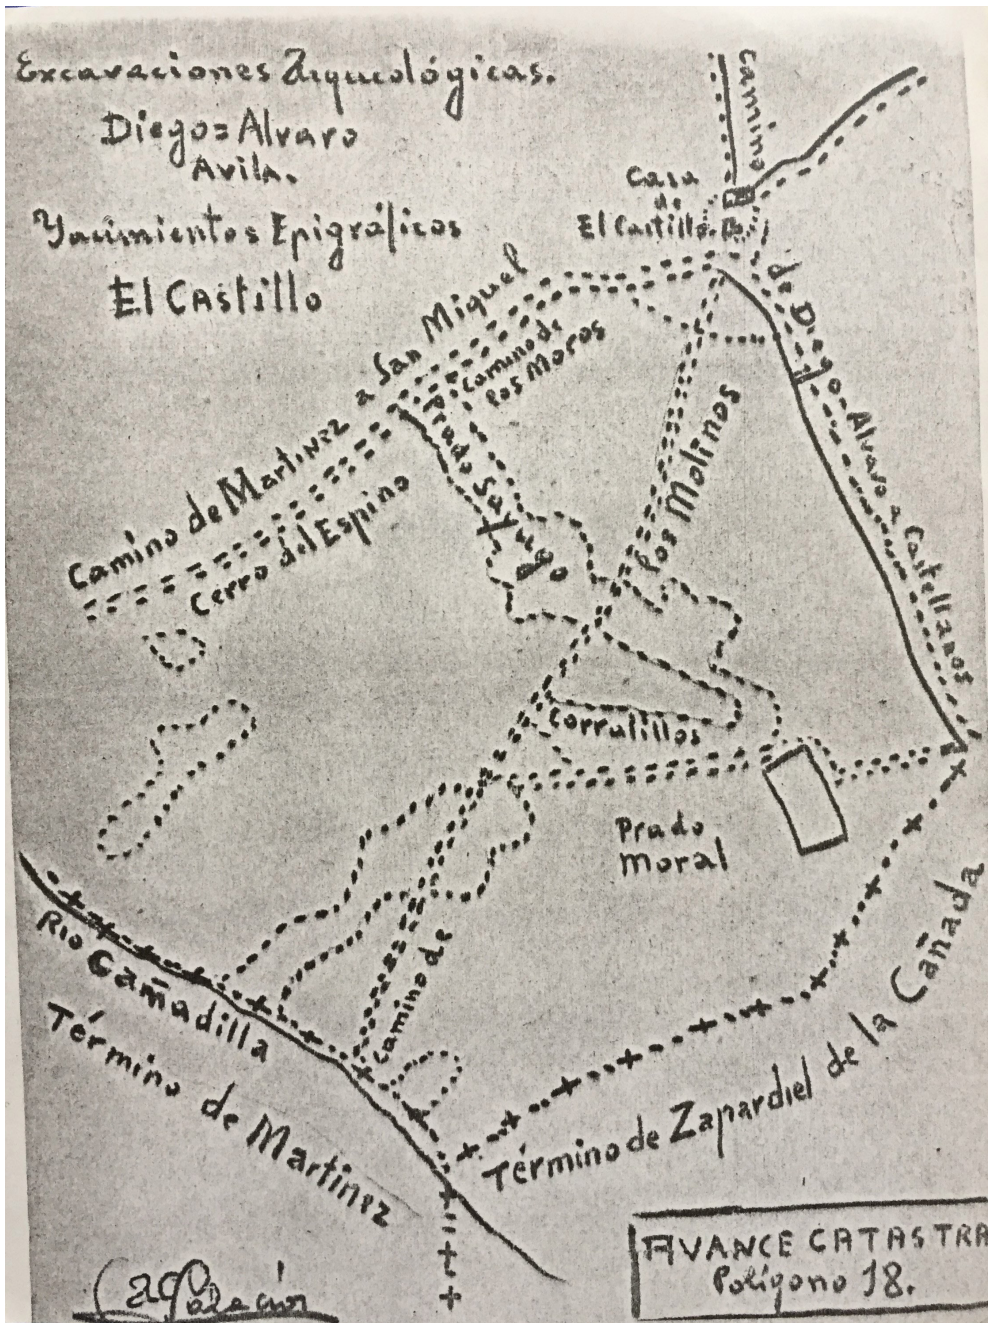 Excavaciones Arqueológicas.
Diego=Alvaro
Avila.
Yacimientos Epigráficos
El Castillo
Camino
de Diego-Alvaro a Castellanos
Casa
de
El Castillo.
Camino de Martinez a San Miguel
Camino de
los Moros
Prado Sayugo
Cerro del Espino
Camino de
los Molinos
Corralillos
Prado
Moral
Rio Cañadilla
Término de Martinez
Término de Zapardiel de la Cañada
AVANCE CATASTRA
Polígono 18.